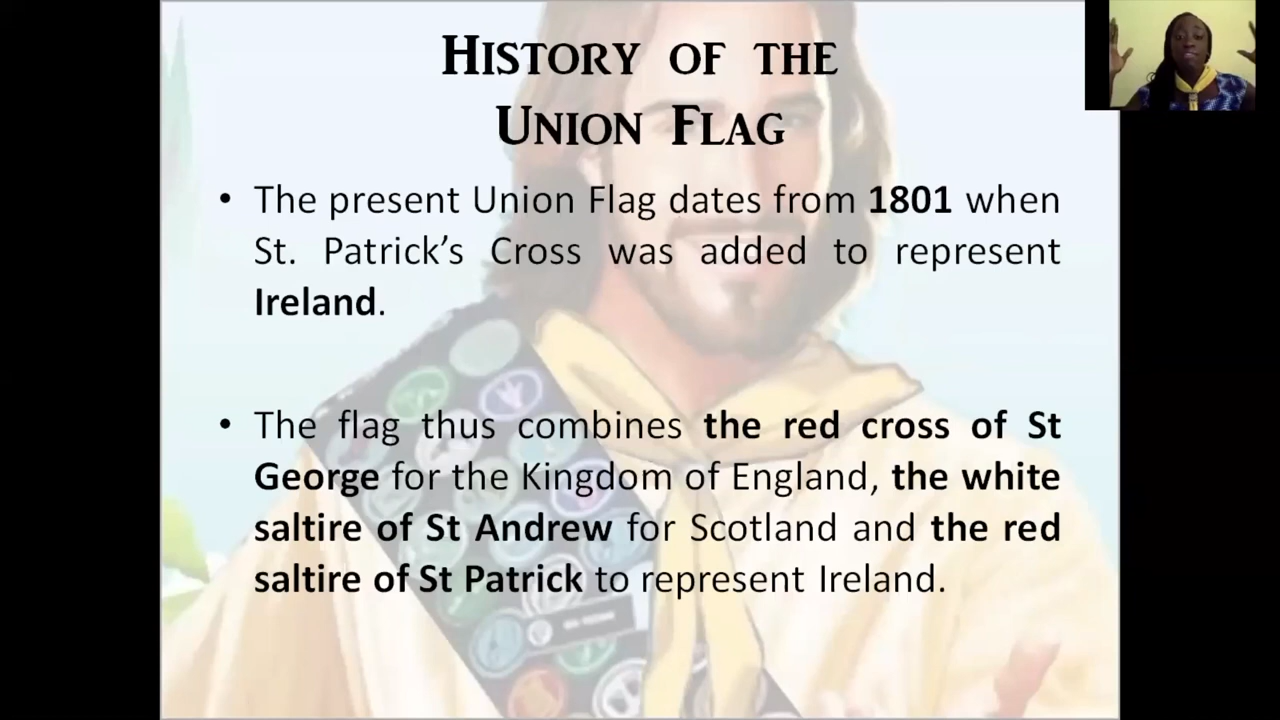 HISTORY OF THE
UNION FLAG
• The present Union Flag dates from 1801 when
St. Patrick’s Cross was added to represent
Ireland.
• The flag thus combines the red cross of St
George for the Kingdom of England, the white
saltire of St Andrew for Scotland and the red
saltire of St Patrick to represent Ireland.